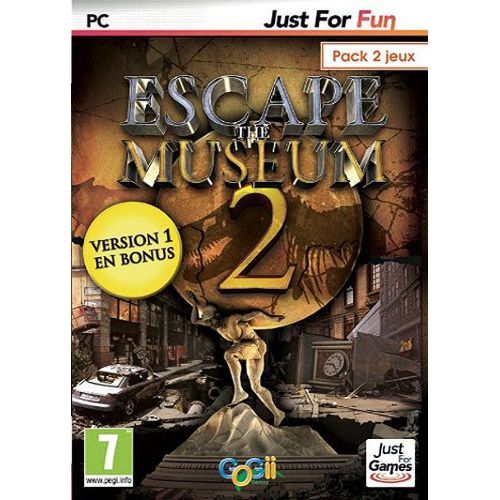 PC
Just For Fun
Pack 2 jeux
ESCAPE
THE
MUSEUM
2
VERSION 1
EN BONUS
7
www.pegi.info
GOGii
Games
Just
For
Games